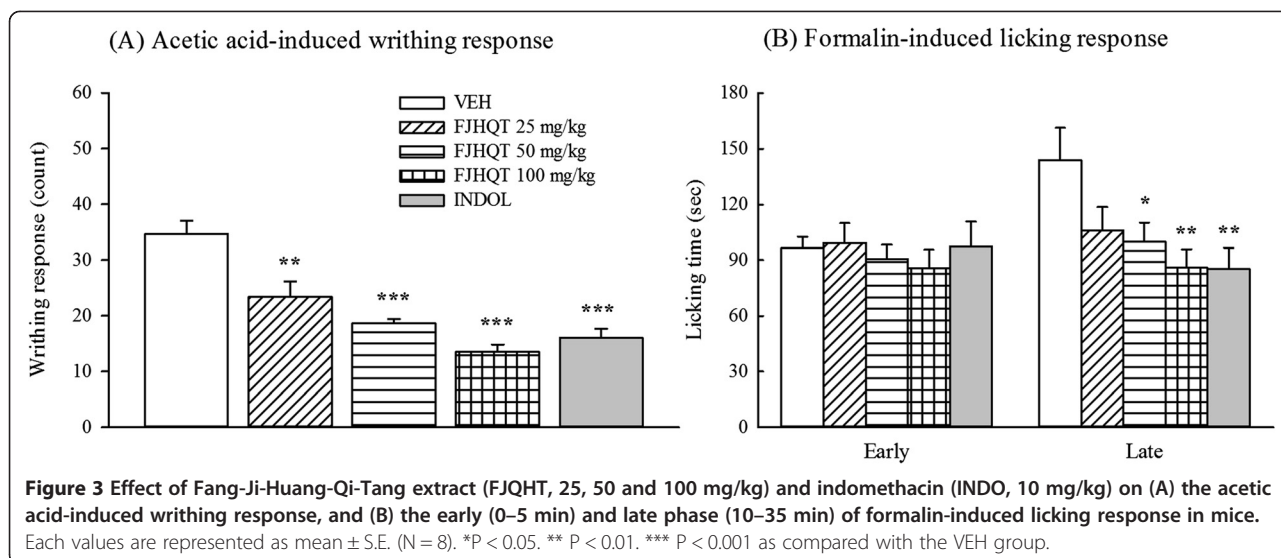 (A) Acetic acid-induced writhing response
Writhing response (count)
60
50
40
30
20
10
0
VEH
FJHQT 25 mg/kg
FJHQT 50 mg/kg
FJHQT 100 mg/kg
INDOL
**
***
***
***
(B) Formalin-induced licking response
Licking time (sec)
180
150
120
90
60
30
0
*
**
**
Early
Late
Figure 3 Effect of Fang-Ji-Huang-Qi-Tang extract (FJQHT, 25, 50 and 100 mg/kg) and indomethacin (INDO, 10 mg/kg) on (A) the acetic
acid-induced writhing response, and (B) the early (0–5 min) and late phase (10–35 min) of formalin-induced licking response in mice.
Each values are represented as mean ± S.E. (N = 8). *P < 0.05. ** P < 0.01. *** P < 0.001 as compared with the VEH group.